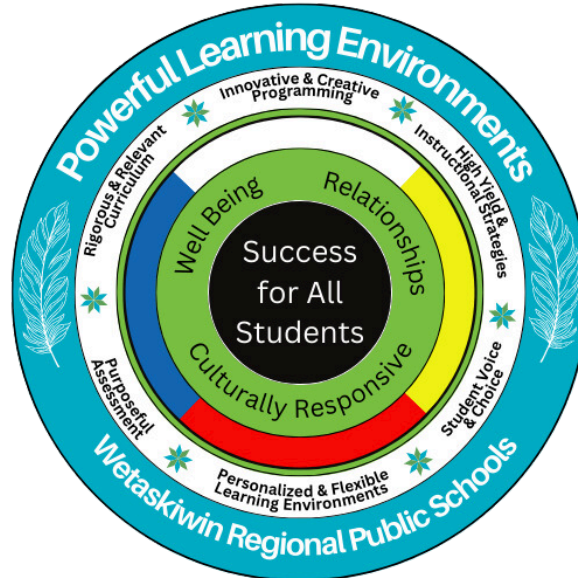 Powerful Learning Environments
Innovative & Creative
Programming
High Yield &
Instructional Strategies
Student Voice
& Choice
Personalized & Flexible
Learning Environments
Purposeful
Assessment
Rigorous & Relevant
Curriculum
Well Being
Relationships
Culturally Responsive
Success
for All
Students
Wetaskiwin Regional Public Schools